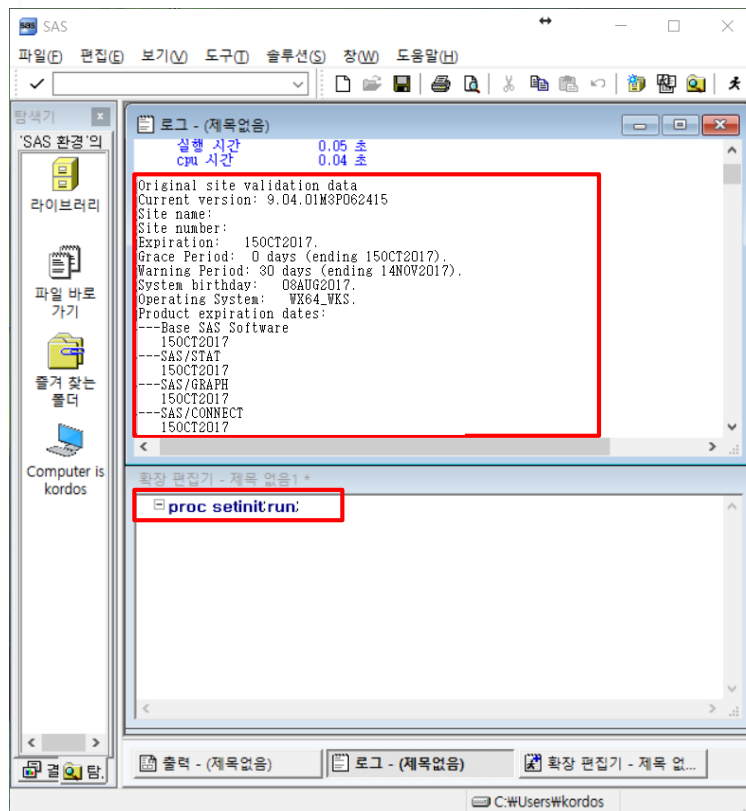 SAS
파일(F) 편집(E) 보기(V) 도구(T) 솔루션(S) 창(W) 도움말(H)
탐색기
'SAS 환경'의
라이브러리
파일 바로
가기
즐겨 찾는
폴더
Computer is
kordos
결 탐.
로그 - (제목없음)
실행 시간 0.05 초
cpu 시간 0.04 초
Original site validation data
Current version: 9.04.01M3P062415
Site name:
Site number:
Expiration: 15OCT2017.
Grace Period: 0 days (ending 15OCT2017).
Warning Period: 30 days (ending 14NOV2017).
System birthday: 08AUG2017.
Operating System: WX64_WKS.
Product expiration dates:
---Base SAS Software
15OCT2017
---SAS/STAT
15OCT2017
---SAS/GRAPH
15OCT2017
---SAS/CONNECT
15OCT2017
확장 편집기 - 제목 없음1 *
proc setinit;run;
출력 - (제목없음) 로그 - (제목없음) 확장 편집기 - 제목 없...
C:₩Users₩kordos